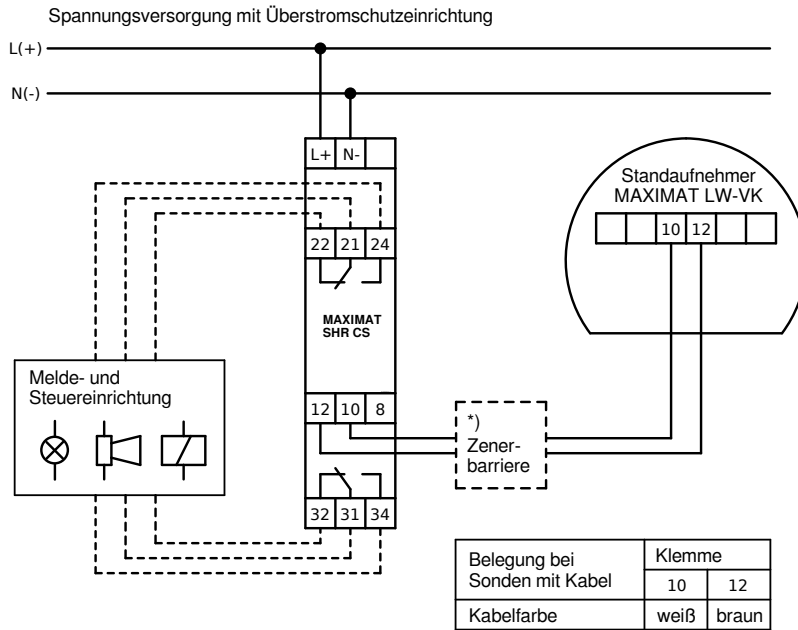 Spannungsversorgung mit Überstromschutzeinrichtung
L(+)
N(-)
L+ N-
Standaufnehmer
MAXIMAT LW-VK
10 12
22 21 24
MAXIMAT
SHR CS
Melde- und
Steuereinrichtung
12 10 8
*)
Zener-
barriere
32 31 34
Belegung bei
Sonden mit Kabel
Klemme
10 12
Kabelfarbe weiß braun